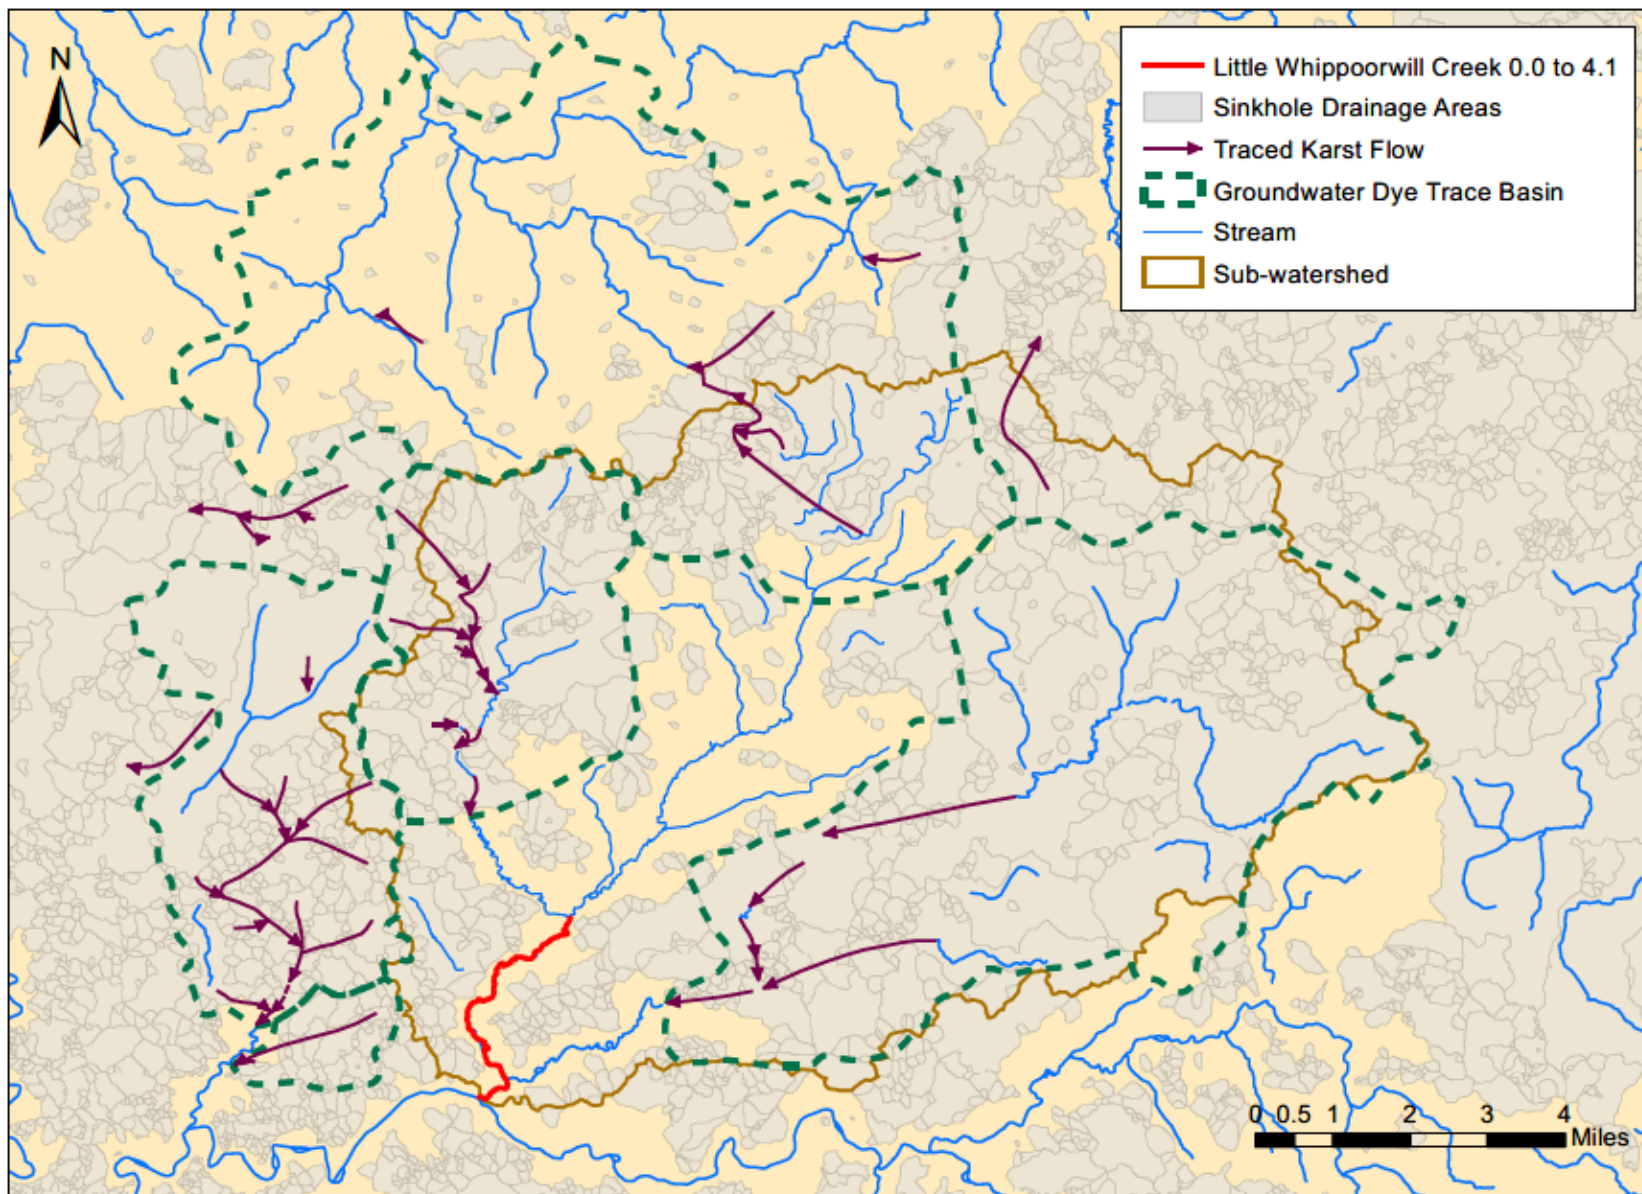 N
Little Whippoorwill Creek 0.0 to 4.1
Sinkhole Drainage Areas
Traced Karst Flow
Groundwater Dye Trace Basin
Stream
Sub-watershed
0 0.5 1 2 3 4
Miles